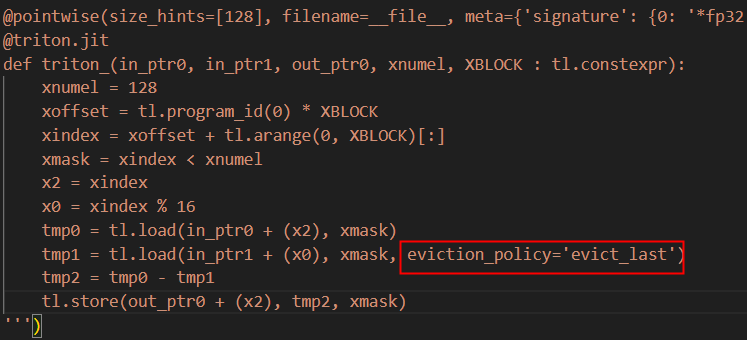 @pointwise(size_hints=[128], filename=__file__, meta={'signature': {0: '*fp32
@triton.jit
def triton_(in_ptr0, in_ptr1, out_ptr0, xnumel, XBLOCK : tl.constexpr):
    xnumel = 128
    xoffset = tl.program_id(0) * XBLOCK
    xindex = xoffset + tl.arange(0, XBLOCK)[:]
    xmask = xindex < xnumel
    x2 = xindex
    x0 = xindex % 16
    tmp0 = tl.load(in_ptr0 + (x2), xmask)
    tmp1 = tl.load(in_ptr1 + (x0), xmask, eviction_policy='evict_last')
    tmp2 = tmp0 - tmp1
    tl.store(out_ptr0 + (x2), tmp2, xmask)
''')